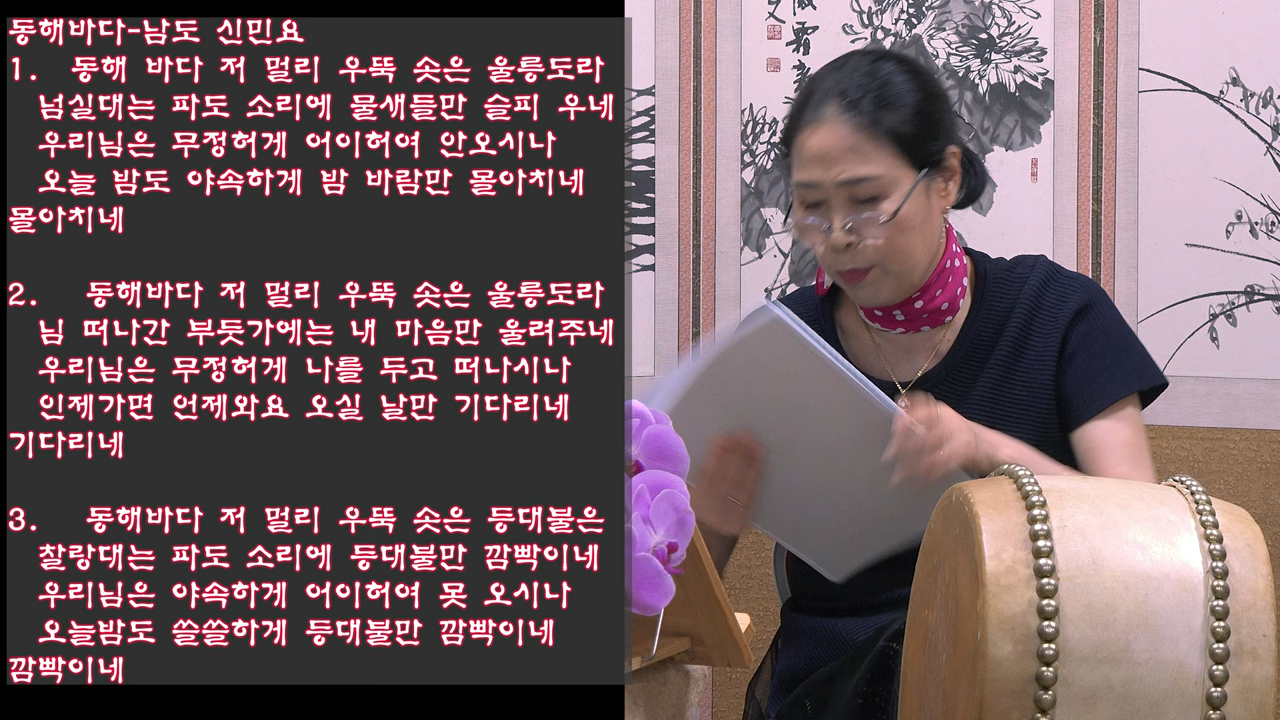 동해바다-남도 신민요
1. 동해 바다 저 멀리 우뚝 솟은 울릉도라
넘실대는 파도 소리에 물새들만 슬피 우네
우리님은 무정허게 어이허여 안오시나
오늘 밤도 야속하게 밤 바람만 몰아치네
몰아치네
2. 동해바다 저 멀리 우뚝 솟은 울릉도라
님 떠나간 부둣가에는 내 마음만 울려주네
우리님은 무정허게 나를 두고 떠나시나
인제가면 언제와요 오실 날만 기다리네
기다리네
3. 동해바다 저 멀리 우뚝 솟은 등대불은
찰랑대는 파도 소리에 등대불만 깜빡이네
우리님은 야속하게 어이허여 못 오시나
오늘밤도 쓸쓸하게 등대불만 깜빡이네
깜빡이네